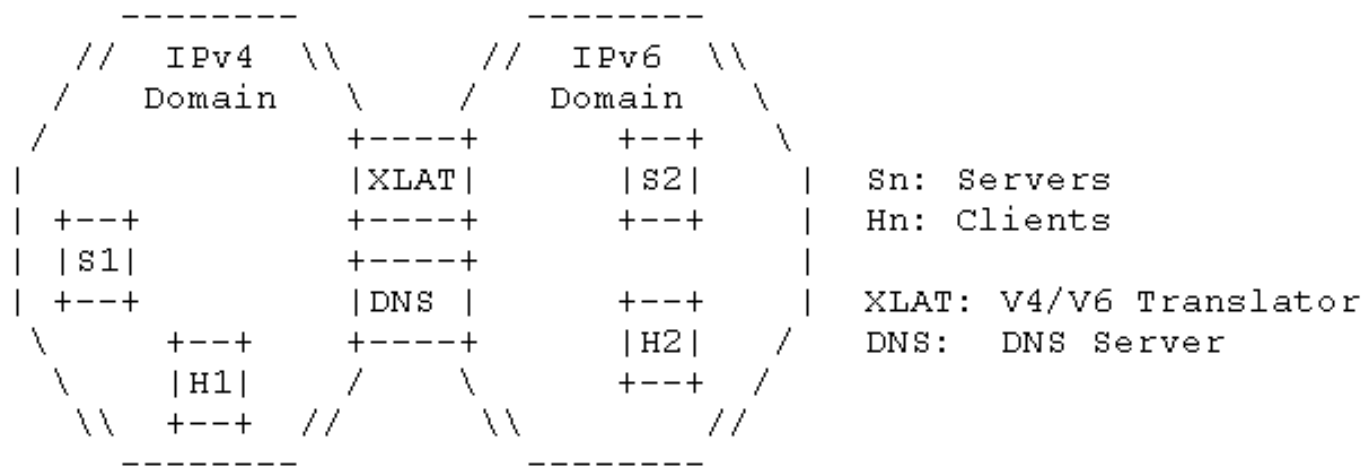 IPv4 IPv6
Domain Domain
XLAT S2 Sn: Servers
Hn: Clients
S1
DNS XLAT: V4/V6 Translator
H2 DNS: DNS Server
H1